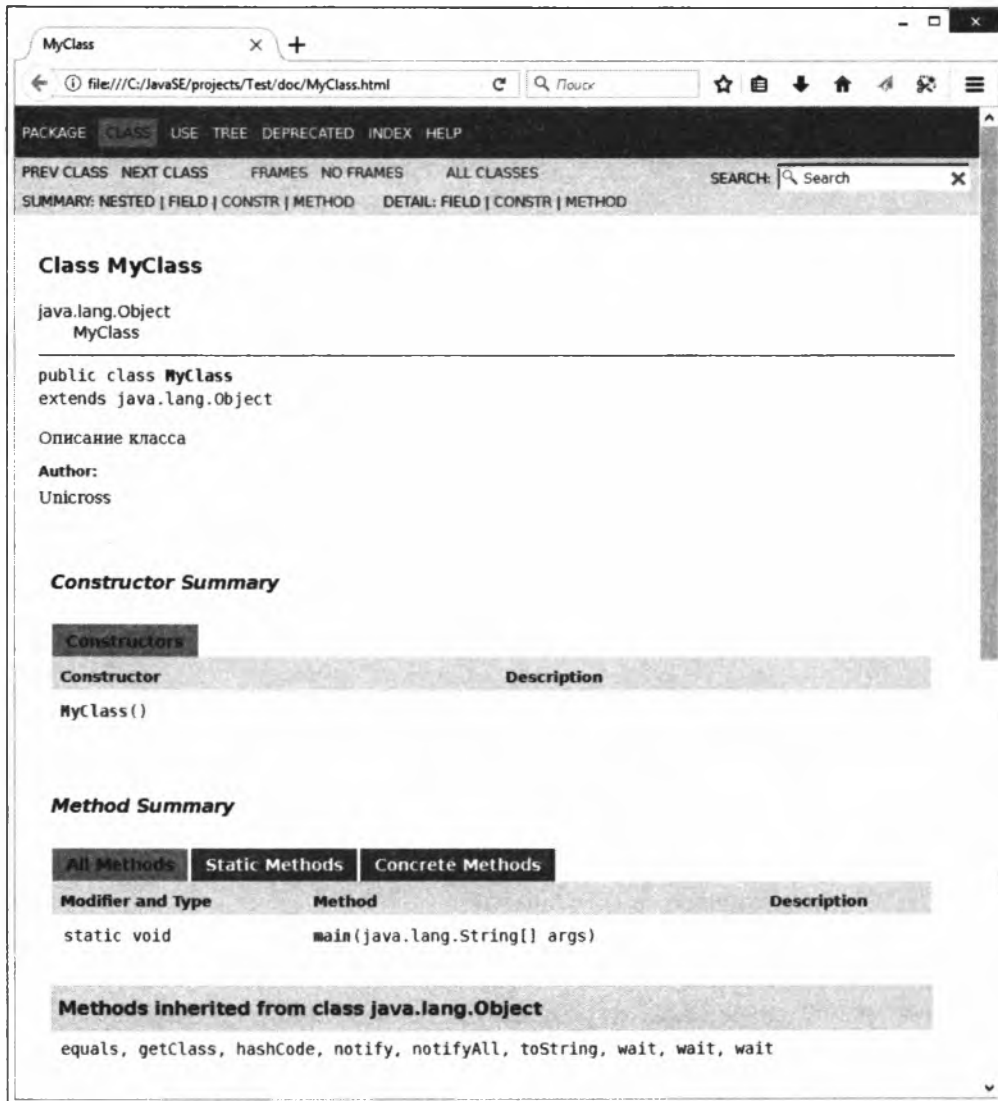 MyClass
file:///C:/JavaSE/projects/Test/doc/MyClass.html
Поиск
PACKAGE CLASS USE TREE DEPRECATED INDEX HELP
PREV CLASS NEXT CLASS FRAMES NO FRAMES ALL CLASSES
SEARCH: Search
SUMMARY: NESTED | FIELD | CONSTR | METHOD DETAIL: FIELD | CONSTR | METHOD
Class MyClass
java.lang.Object
MyClass
public class MyClass
extends java.lang.Object
Описание класса
Author:
Unicross
Constructor Summary
Constructors
Constructor Description
MyClass()
Method Summary
All Methods Static Methods Concrete Methods
Modifier and Type Method Description
static void main(java.lang.String[] args)
Methods inherited from class java.lang.Object
equals, getClass, hashCode, notify, notifyAll, toString, wait, wait, wait